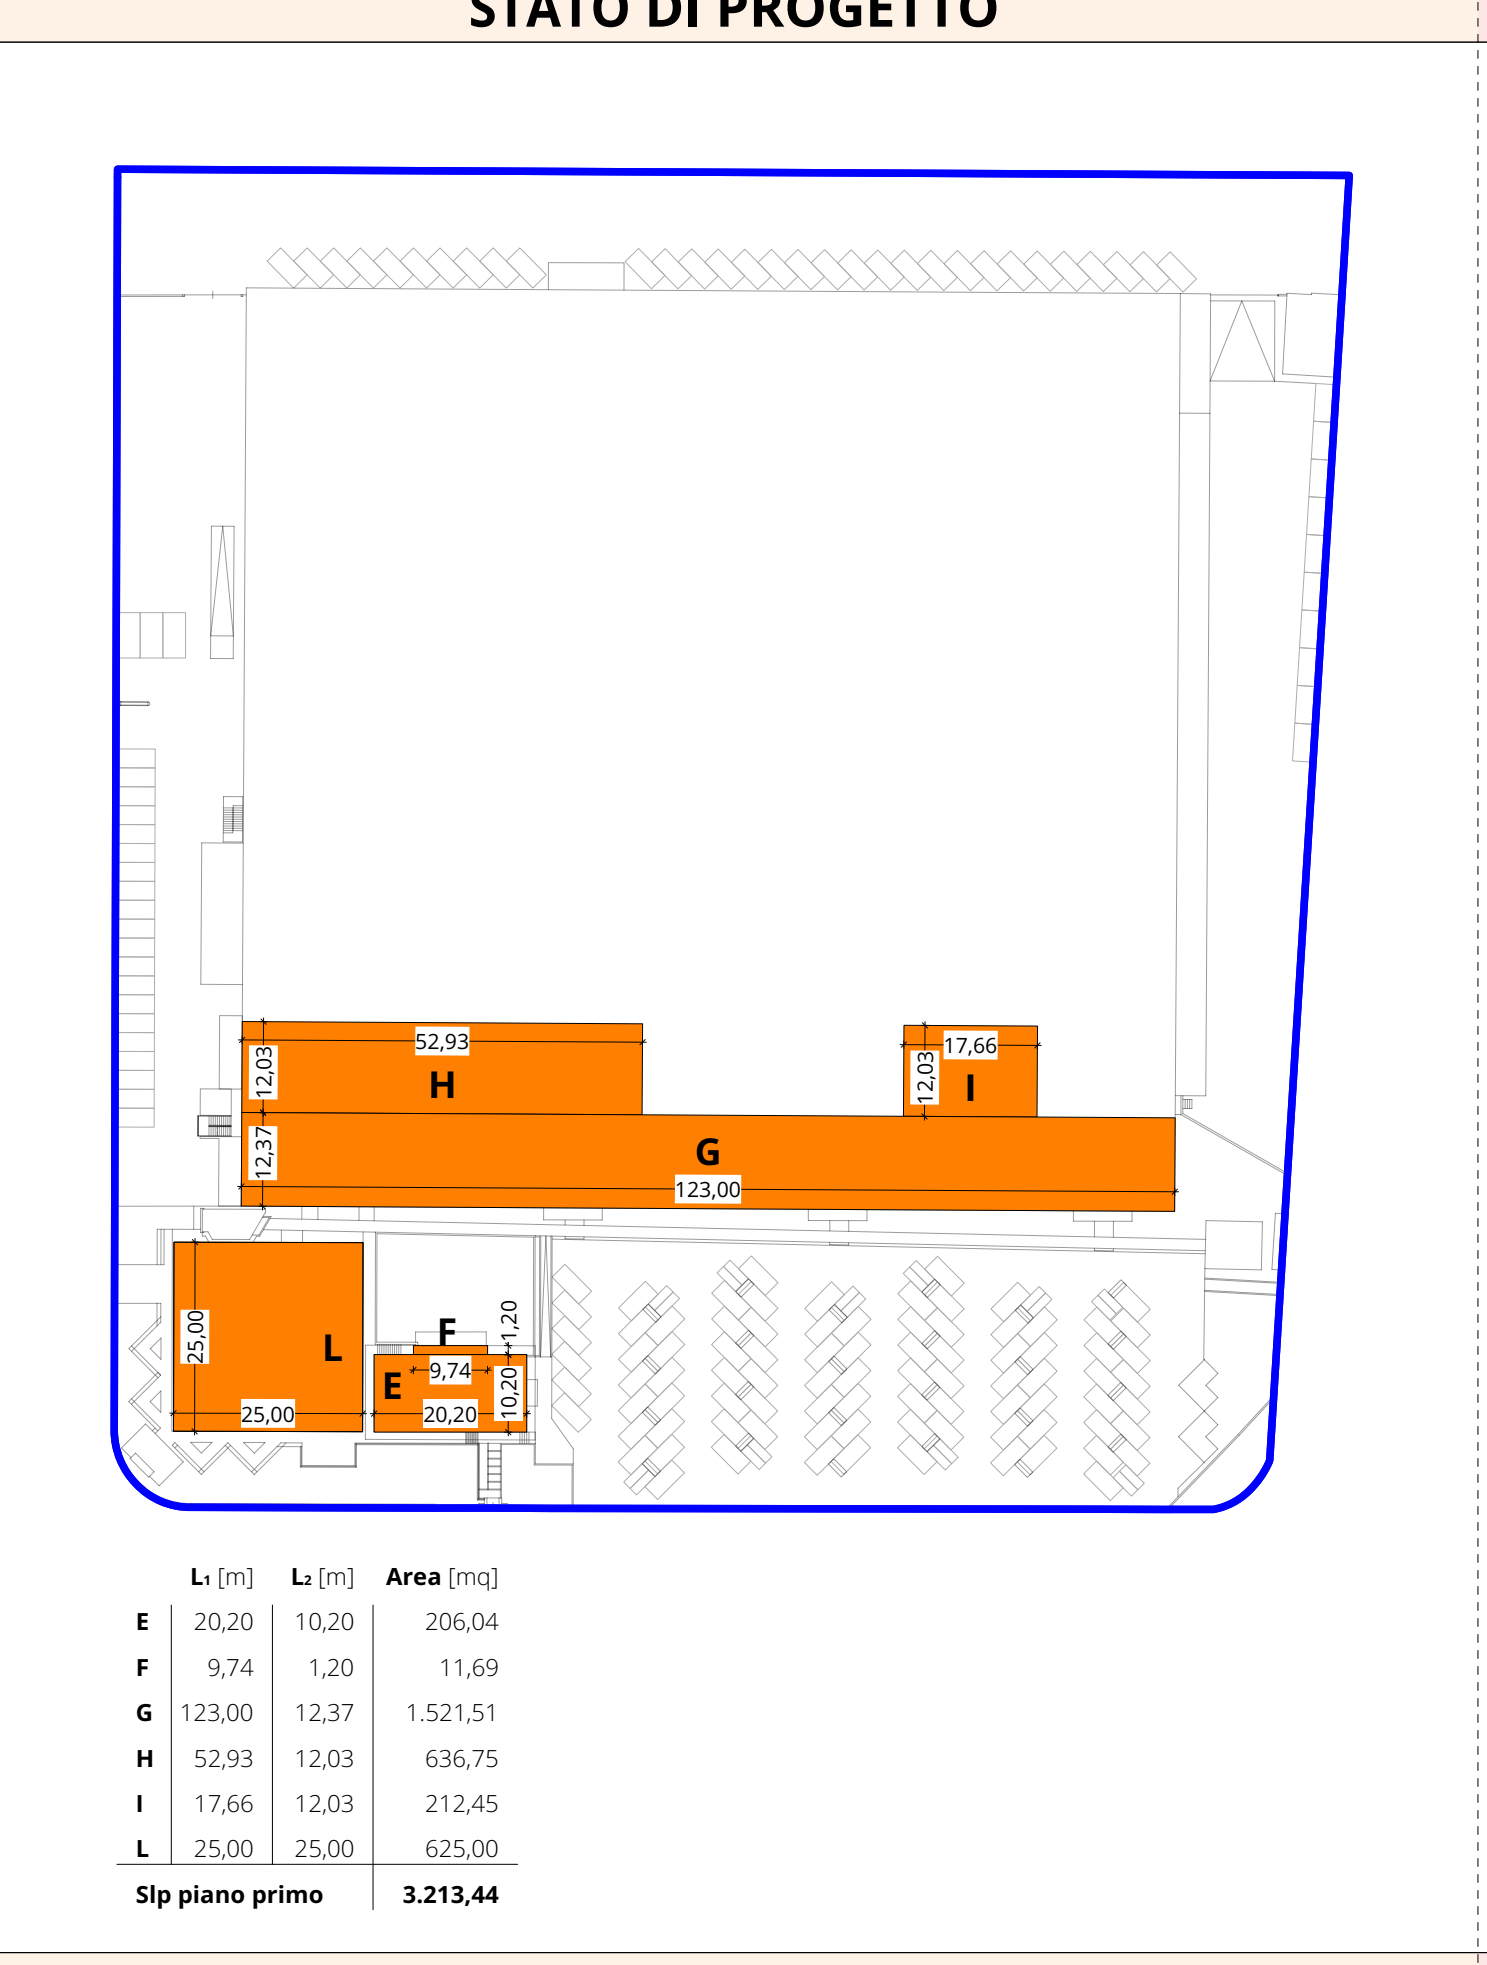 STATO DI PROGETTO
52,93
12,03
H
17,66
12,03
I
12,37
G
123,00
25,00
L
25,00
F
1,20
9,74
E
10,20
20,20
L1 [m] L2 [m] Area [mq]
E 20,20 10,20 206,04
F 9,74 1,20 11,69
G 123,00 12,37 1.521,51
H 52,93 12,03 636,75
I 17,66 12,03 212,45
L 25,00 25,00 625,00
Slp piano primo 3.213,44